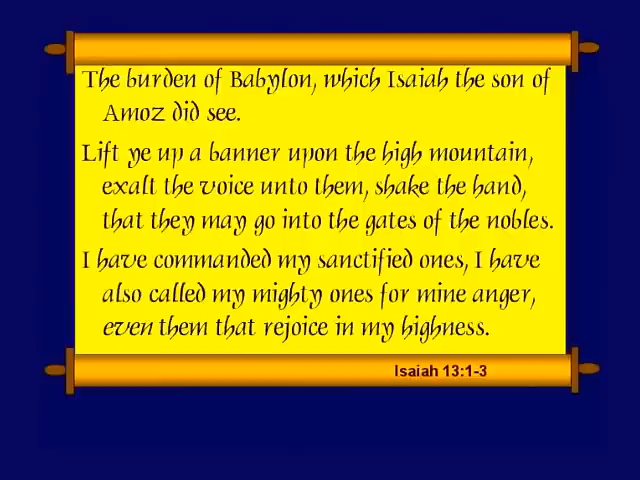 The burden of Babylon, which Isaiah the son of
Amoz did see.
Lift ye up a banner upon the high mountain,
exalt the voice unto them, shake the hand,
that they may go into the gates of the nobles.
I have commanded my sanctified ones, I have
also called my mighty ones for mine anger,
even them that rejoice in my highness.
Isaiah 13:1-3